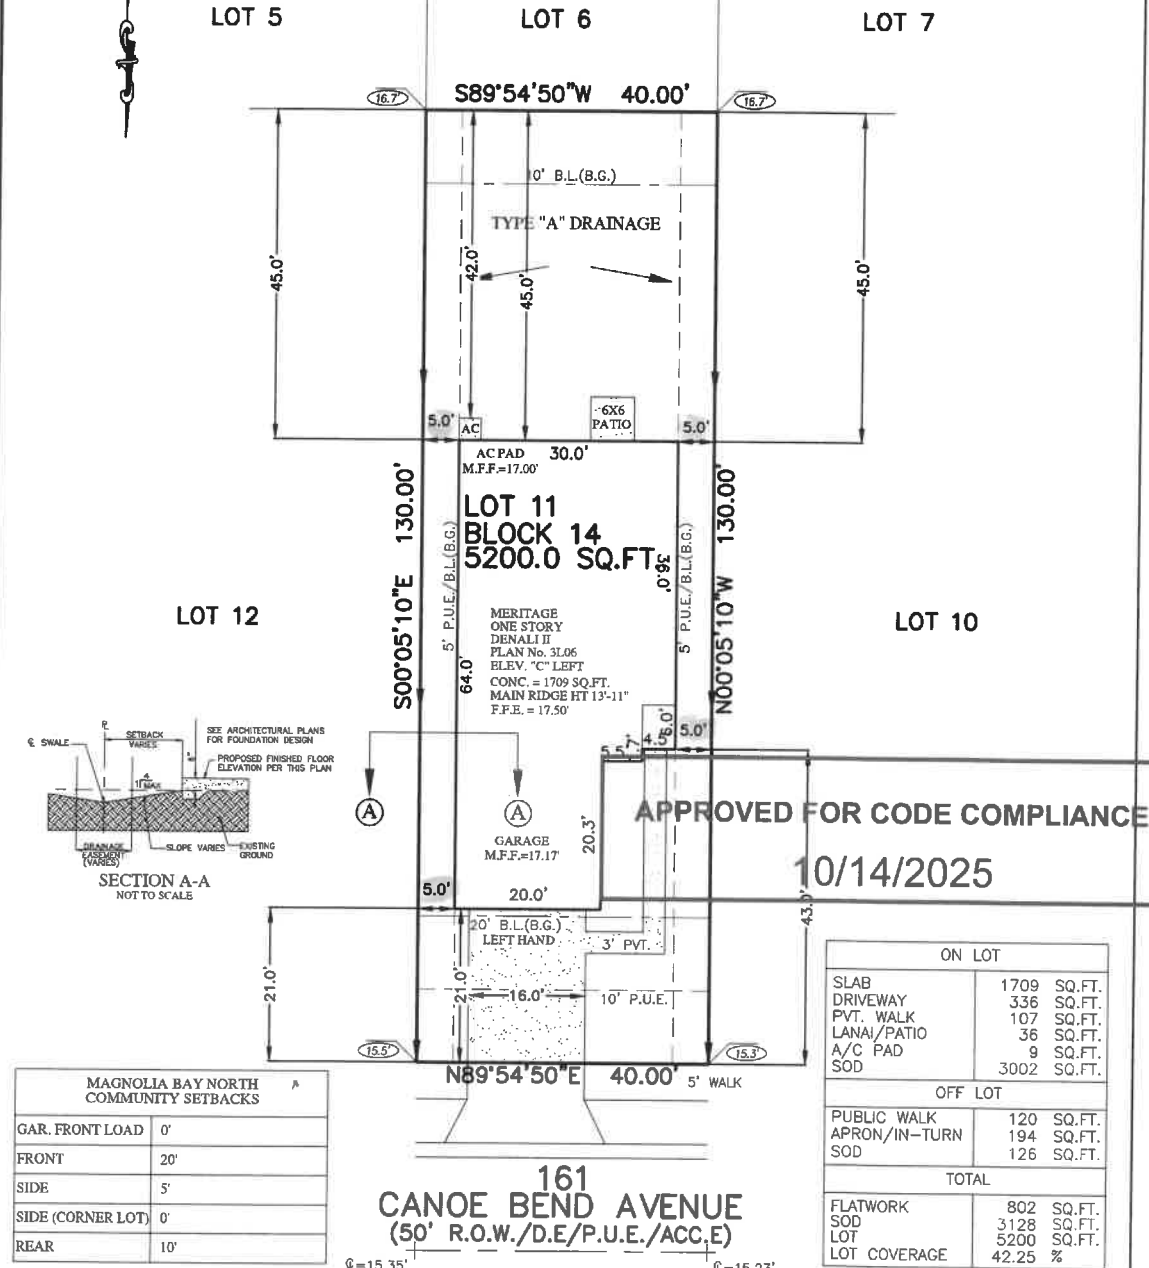 LOT 5
LOT 6
LOT 7
16.7'
S89°54'50"W 40.00'
16.7'
10' B.L.(B.G.)
TYPE "A" DRAINAGE
45.0'
42.0'
45.0'
45.0'
5.0'
AC
6X6
PATIO
5.0'
AC PAD
M.F.F.=17.00'
30.0'
S00°05'10"E 130.00'
N00°05'10"W 130.00'
LOT 11
BLOCK 14
5200.0 SQ.FT.
36.0'
5' P.U.E./B.L.(B.G.)
5' P.U.E./B.L.(B.G.)
LOT 12
LOT 10
MERITAGE
ONE STORY
DENALI II
PLAN No. 3L06
ELEV. "C" LEFT
CONC. = 1709 SQ.FT.
MAIN RIDGE HT 13'-11"
F.F.E. = 17.50'
64.0'
6.0'
5.0'
4.5'
.7'
5.5'
SETBACK
VARIES
SEE ARCHITECTURAL PLANS
FOR FOUNDATION DESIGN
SWALE
PROPOSED FINISHED FLOOR
ELEVATION PER THIS PLAN
4
1 MAX
DRAINAGE
EASEMENT
(VARIES)
SLOPE VARIES
EXISTING
GROUND
SECTION A-A
NOT TO SCALE
A
A
GARAGE
M.F.F.=17.17'
20.3'
APPROVED FOR CODE COMPLIANCE
10/14/2025
5.0'
20.0'
43.0'
20' B.L.(B.G.)
LEFT HAND
3' PVT.
21.0'
21.0'
16.0'
10' P.U.E.
15.5'
15.3'
N89°54'50"E 40.00'
5' WALK
MAGNOLIA BAY NORTH
COMMUNITY SETBACKS
GAR. FRONT LOAD 0'
FRONT 20'
SIDE 5'
SIDE (CORNER LOT) 0'
REAR 10'
161
CANOE BEND AVENUE
(50' R.O.W./D.E/P.U.E./ACC.E)
=15.35'
=15.27'
ON LOT
SLAB 1709 SQ.FT.
DRIVEWAY 336 SQ.FT.
PVT. WALK 107 SQ.FT.
LANAI/PATIO 36 SQ.FT.
A/C PAD 9 SQ.FT.
SOD 3002 SQ.FT.
OFF LOT
PUBLIC WALK 120 SQ.FT.
APRON/IN-TURN 194 SQ.FT.
SOD 126 SQ.FT.
TOTAL
FLATWORK 802 SQ.FT.
SOD 3128 SQ.FT.
LOT 5200 SQ.FT.
LOT COVERAGE 42.25 %